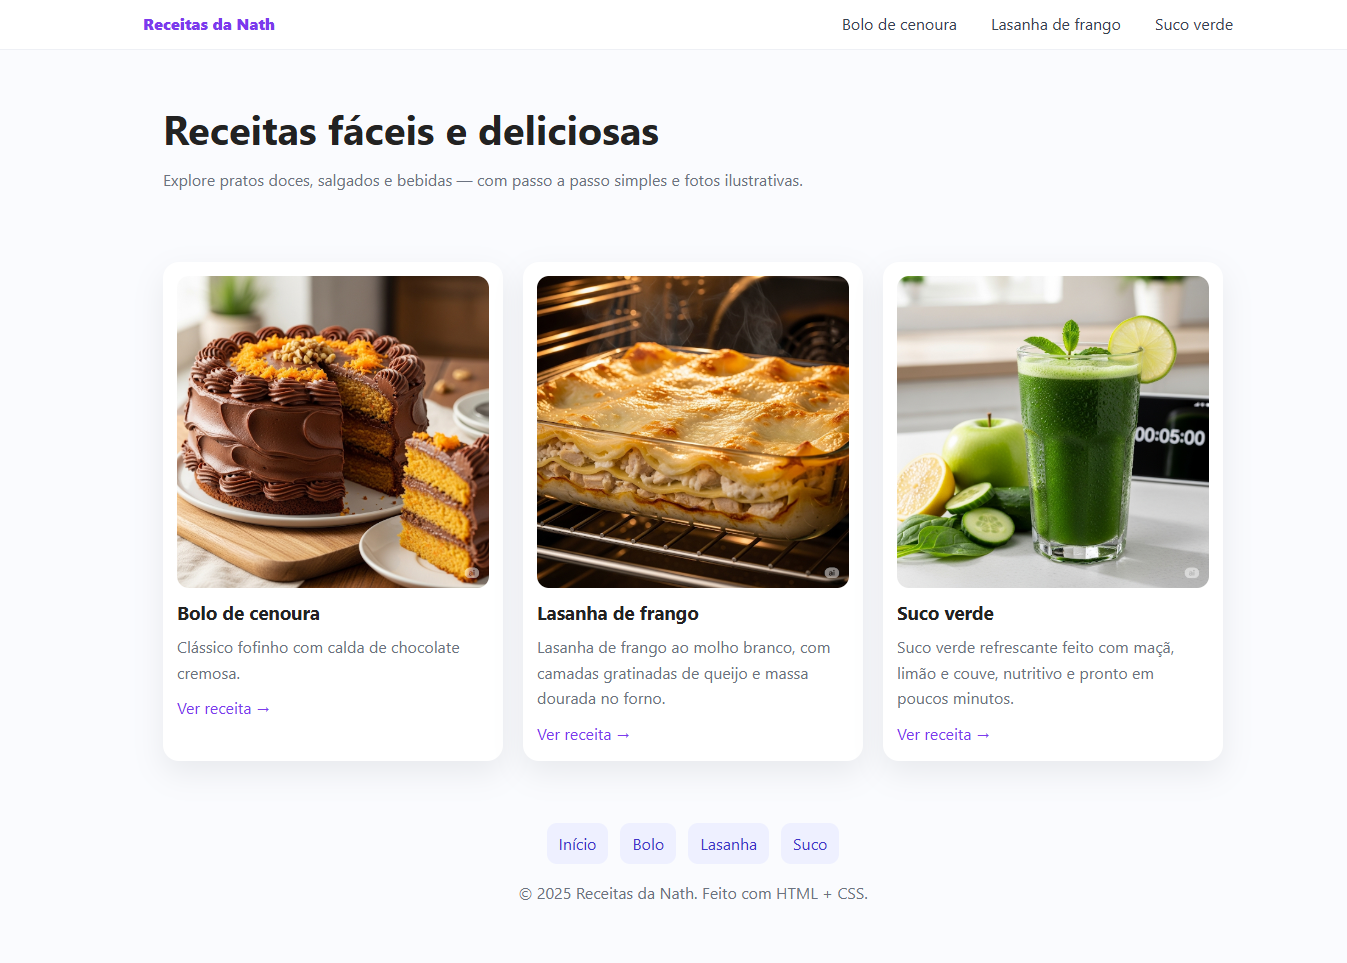 Receitas da Nath
Bolo de cenoura
Lasanha de frango
Suco verde
Receitas fáceis e deliciosas
Explore pratos doces, salgados e bebidas — com passo a passo simples e fotos ilustrativas.
ai
ai
ai
00:05:00
Bolo de cenoura
Clássico fofinho com calda de chocolate
cremosa.
Ver receita →
Lasanha de frango
Lasanha de frango ao molho branco, com
camadas gratinadas de queijo e massa
dourada no forno.
Ver receita →
Suco verde
Suco verde refrescante feito com maçã,
limão e couve, nutritivo e pronto em
poucos minutos.
Ver receita →
Início
Bolo
Lasanha
Suco
© 2025 Receitas da Nath. Feito com HTML + CSS.